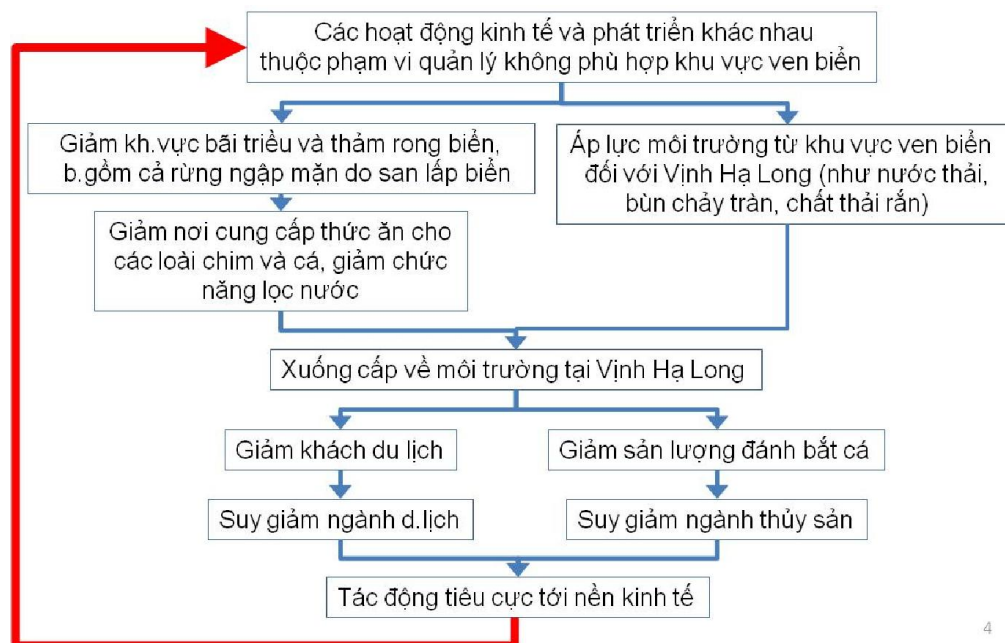 Các hoạt động kinh tế và phát triển khác nhau
thuộc phạm vi quản lý không phù hợp khu vực ven biển
Giảm kh.vực bãi triều và thảm rong biển,
b.gồm cả rừng ngập mặn do san lấp biển
Áp lực môi trường từ khu vực ven biển
đối với Vịnh Hạ Long (như nước thải,
bùn chảy tràn, chất thải rắn)
Giảm nơi cung cấp thức ăn cho
các loài chim và cá, giảm chức
năng lọc nước
Xuống cấp về môi trường tại Vịnh Hạ Long
Giảm khách du lịch
Giảm sản lượng đánh bắt cá
Suy giảm ngành d.lịch
Suy giảm ngành thủy sản
Tác động tiêu cực tới nền kinh tế
4